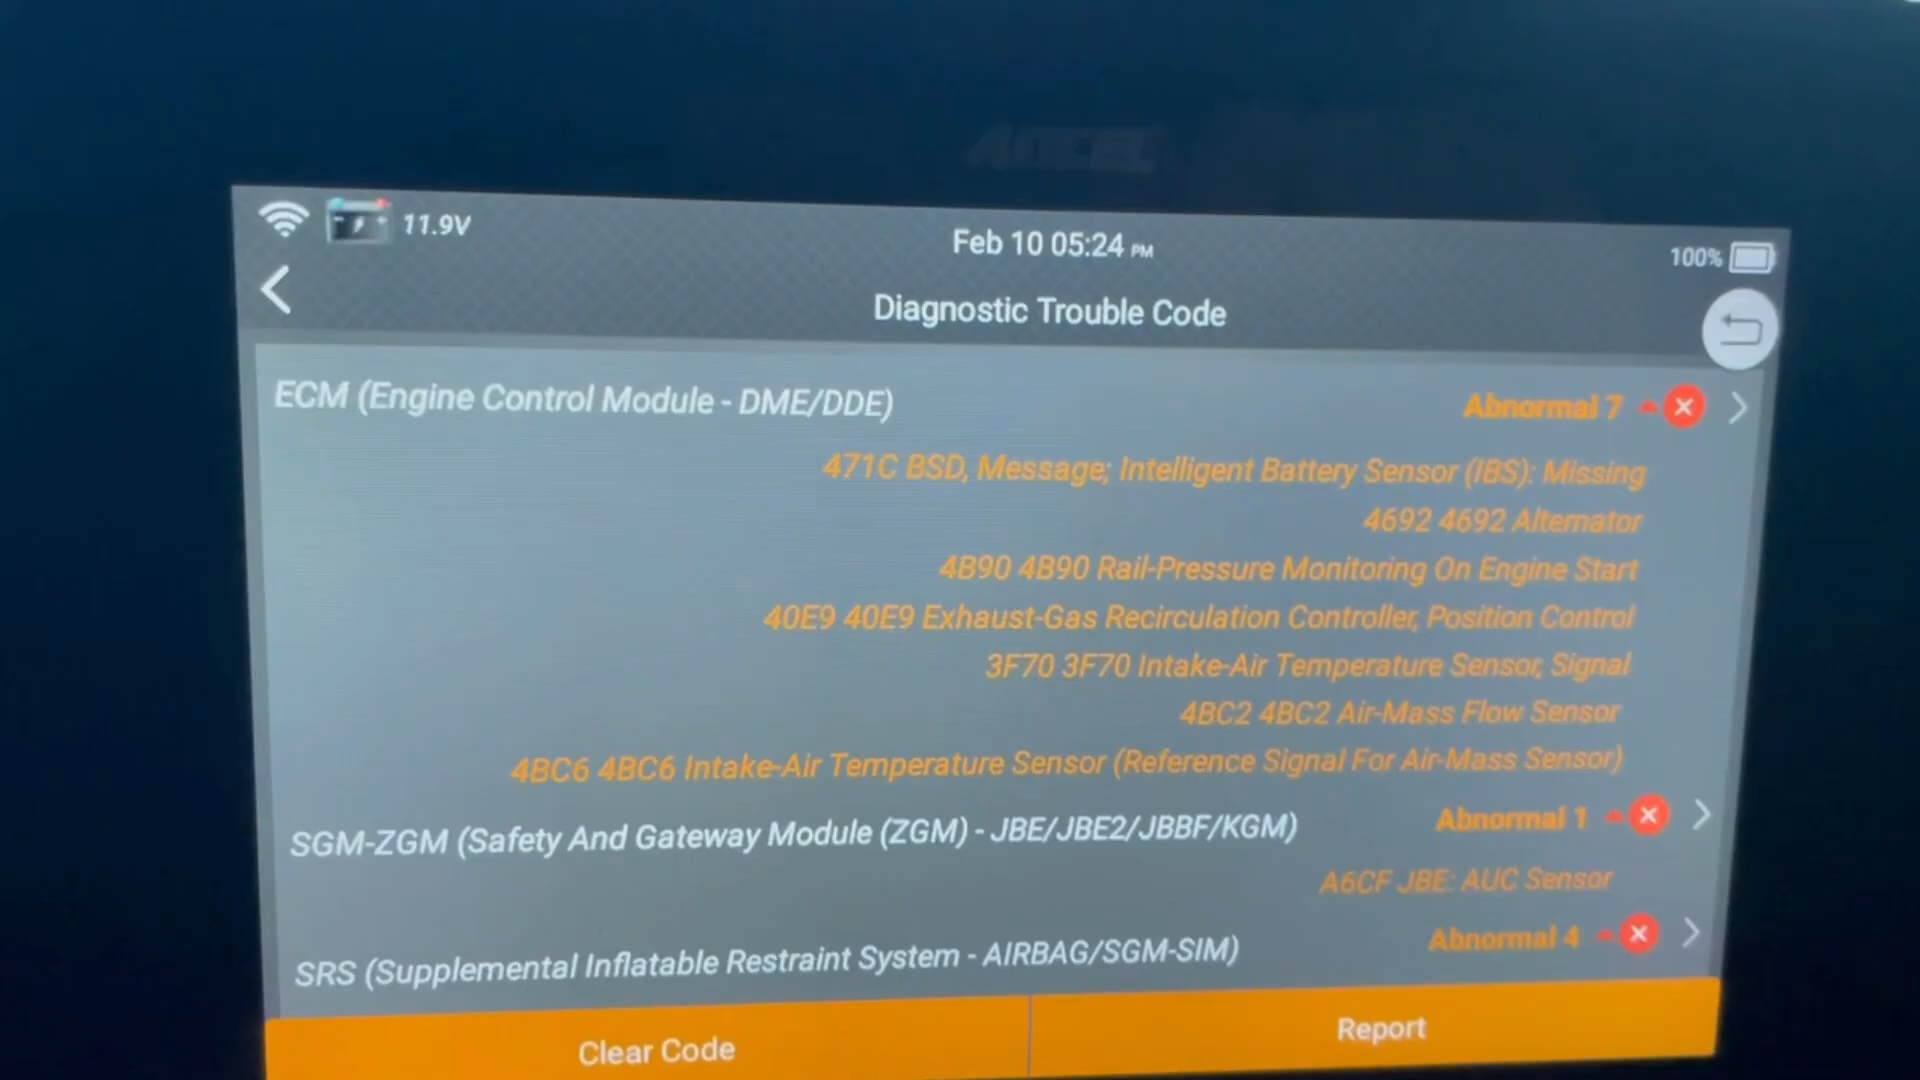 ANCEL
11.9V
Feb 10 05:24 PM
100%
Diagnostic Trouble Code
ECM (Engine Control Module - DME/DDE)
Abnormal 7
471C BSD, Message; Intelligent Battery Sensor (IBS): Missing
4692 4692 Alternator
4B90 4B90 Rail-Pressure Monitoring On Engine Start
40E9 40E9 Exhaust-Gas Recirculation Controller, Position Control
3F70 3F70 Intake-Air Temperature Sensor, Signal
4BC2 4BC2 Air-Mass Flow Sensor
4BC6 4BC6 Intake-Air Temperature Sensor (Reference Signal For Air-Mass Sensor)
SGM-ZGM (Safety And Gateway Module (ZGM) - JBE/JBE2/JBBF/KGM)
Abnormal 1
A6CF JBE: AUC Sensor
SRS (Supplemental Inflatable Restraint System - AIRBAG/SGM-SIM)
Abnormal 4
Clear Code
Report